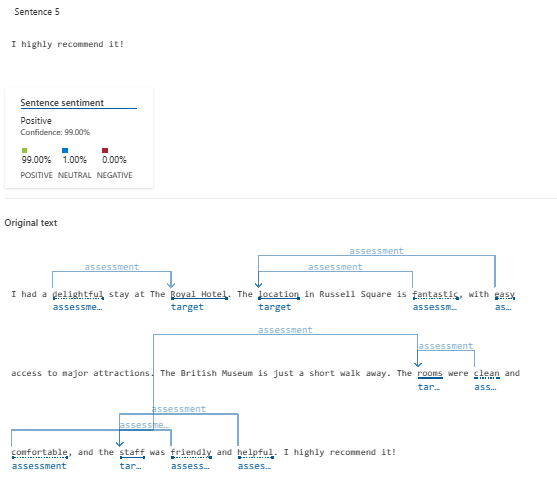 Sentence 5
I highly recommend it!
Sentence sentiment
Positive
Confidence: 99.00%
99.00% 1.00% 0.00%
POSITIVE NEUTRAL NEGATIVE
Original text
assessment
assessment assessment
I had a delightful stay at The Royal Hotel. The location in Russell Square is fantastic, with easy
assessme… target target assessm… as…
assessment
assessment
access to major attractions. The British Museum is just a short walk away. The rooms were clean and
tar… ass…
assessment
assessme…
comfortable, and the staff was friendly and helpful. I highly recommend it!
assessment tar… assess… asses…